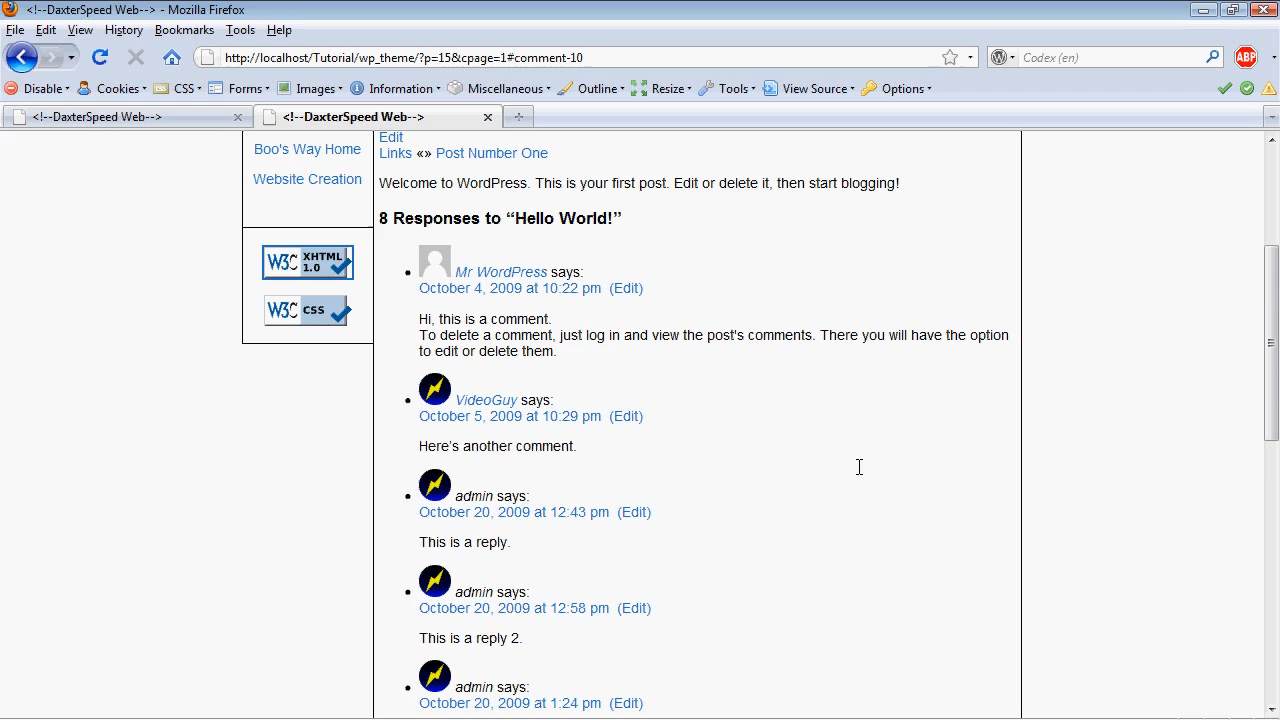 <!--DaxterSpeed Web--> - Mozilla Firefox
File Edit View History Bookmarks Tools Help
http://localhost/Tutorial/wp_theme/?p=15&cpage=1#comment-10
Codex (en)
ABP
Disable Cookies CSS Forms Images Information Miscellaneous Outline Resize Tools View Source Options
<!--DaxterSpeed Web-->
<!--DaxterSpeed Web-->
Boo's Way Home
Website Creation
W3C XHTML 1.0
W3C CSS
Edit
Links «» Post Number One
Welcome to WordPress. This is your first post. Edit or delete it, then start blogging!
8 Responses to “Hello World!”
Mr WordPress says:
October 4, 2009 at 10:22 pm (Edit)
Hi, this is a comment.
To delete a comment, just log in and view the post's comments. There you will have the option
to edit or delete them.
VideoGuy says:
October 5, 2009 at 10:29 pm (Edit)
Here’s another comment.
admin says:
October 20, 2009 at 12:43 pm (Edit)
This is a reply.
admin says:
October 20, 2009 at 12:58 pm (Edit)
This is a reply 2.
admin says:
October 20, 2009 at 1:24 pm (Edit)